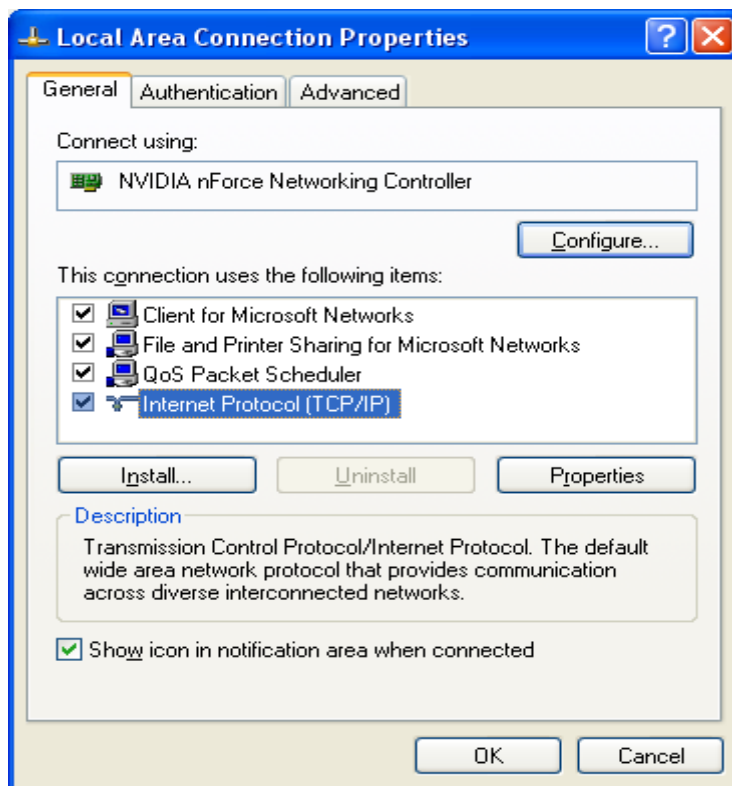 Local Area Connection Properties
General Authentication Advanced
Connect using:
NVIDIA nForce Networking Controller
Configure...
This connection uses the following items:
Client for Microsoft Networks
File and Printer Sharing for Microsoft Networks
QoS Packet Scheduler
Internet Protocol (TCP/IP)
Install... Uninstall Properties
Description
Transmission Control Protocol/Internet Protocol. The default
wide area network protocol that provides communication
across diverse interconnected networks.
Show icon in notification area when connected
OK Cancel